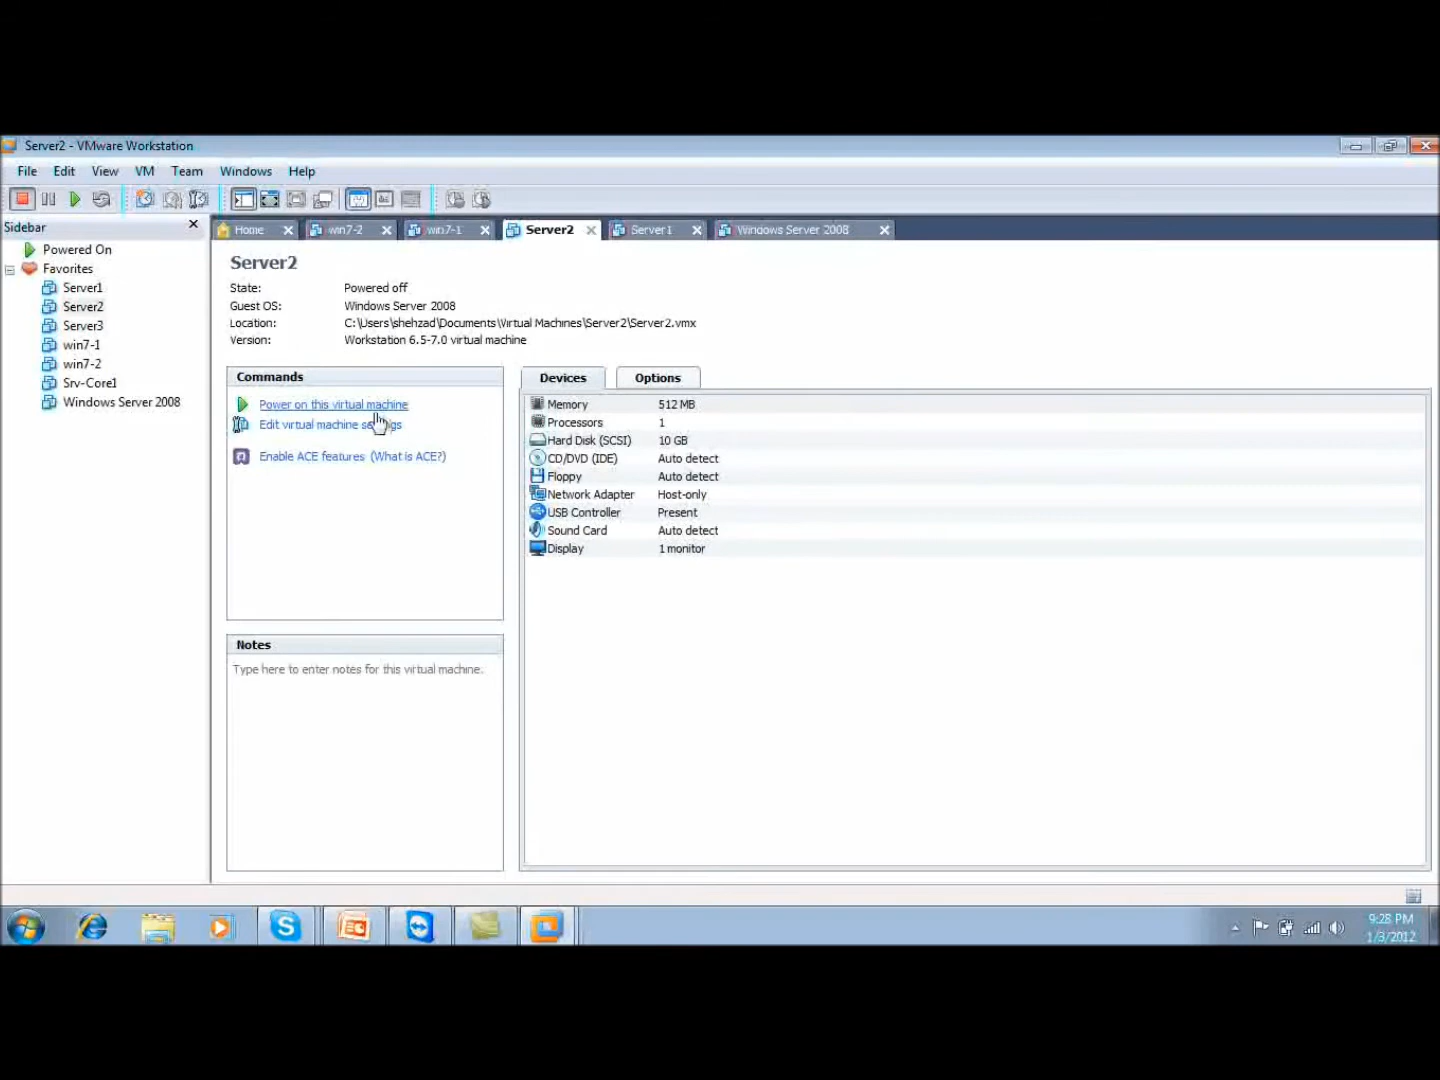 Server2 - VMware Workstation
File Edit View VM Team Windows Help
Sidebar
Powered On
Favorites
Server1
Server2
Server3
win7-1
win7-2
Srv-Core1
Windows Server 2008
Home win7-2 win7-1 Server2 Server1 Windows Server 2008
Server2
State: Powered off
Guest OS: Windows Server 2008
Location: C:\Users\shehzad\Documents\Virtual Machines\Server2\Server2.vmx
Version: Workstation 6.5-7.0 virtual machine
Commands
Power on this virtual machine
Edit virtual machine settings
Enable ACE features (What is ACE?)
Devices Options
Memory 512 MB
Processors 1
Hard Disk (SCSI) 10 GB
CD/DVD (IDE) Auto detect
Floppy Auto detect
Network Adapter Host-only
USB Controller Present
Sound Card Auto detect
Display 1 monitor
Notes
Type here to enter notes for this virtual machine.
9:28 PM
1/3/2012